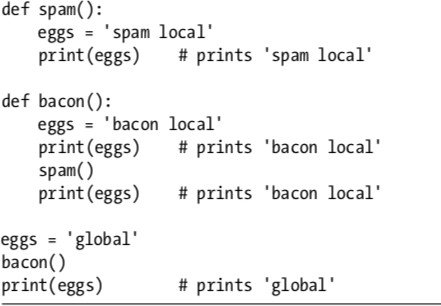 def spam():
    eggs = 'spam local'
    print(eggs)    # prints 'spam local'

def bacon():
    eggs = 'bacon local'
    print(eggs)    # prints 'bacon local'
    spam()
    print(eggs)    # prints 'bacon local'

eggs = 'global'
bacon()
print(eggs)        # prints 'global'